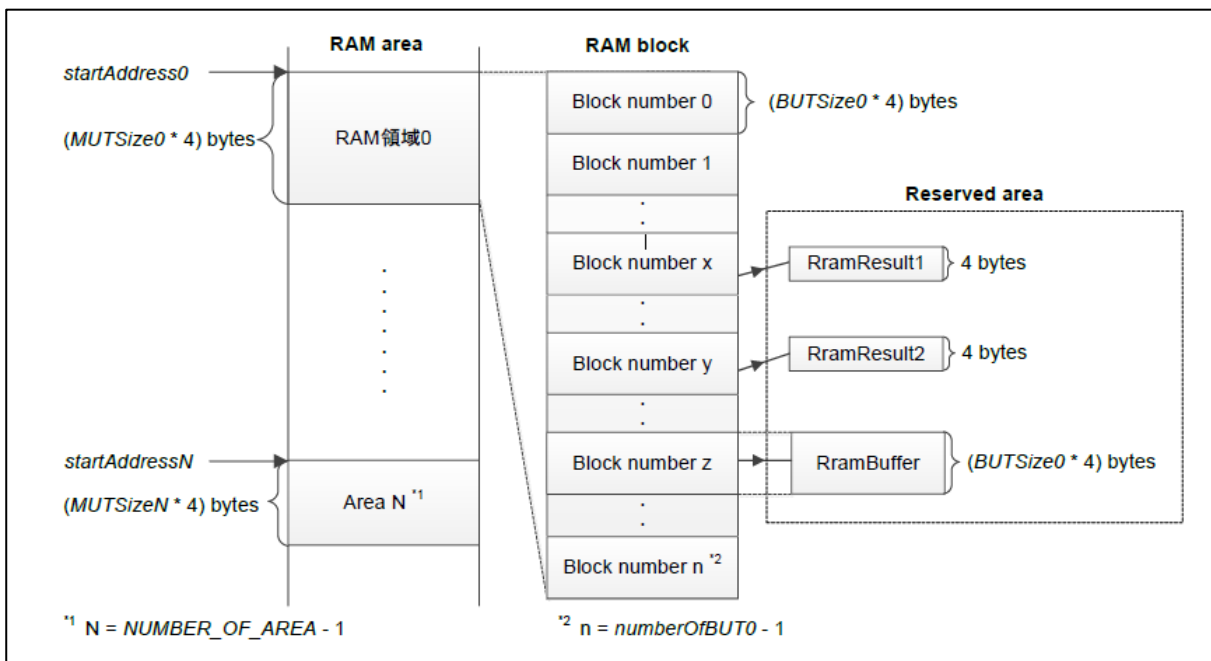 RAM area
RAM block
startAddress0
Block number 0
(BUTSize0 * 4) bytes
(MUTSize0 * 4) bytes
RAM領域0
Block number 1
Reserved area
:
Block number x
RramResult1
4 bytes
:
Block number y
RramResult2
4 bytes
:
startAddressN
Block number z
RramBuffer
(BUTSize0 * 4) bytes
(MUTSizeN * 4) bytes
Area N *1
:
Block number n *2
*1 N = NUMBER_OF_AREA - 1
*2 n = numberOfBUT0 - 1